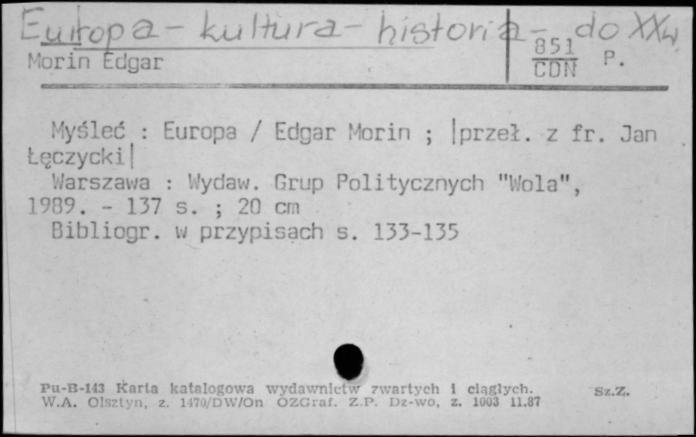 Europa - kultura - historia - do XXw.
Morin Edgar
851
CDN P.
Myśleć : Europa / Edgar Morin ; |przeł. z fr. Jan
Łęczycki|
Warszawa : Wydaw. Grup Politycznych "Wola",
1989. - 137 s. ; 20 cm
Bibliogr. w przypisach s. 133-135
Pu-B-143 Karta katalogowa wydawnictw zwartych i ciągłych. Sz.Z.
W.A. Olsztyn, z. 1470/DW/On OZGraf. Z.P. Dz-wo, z. 1003 11.87